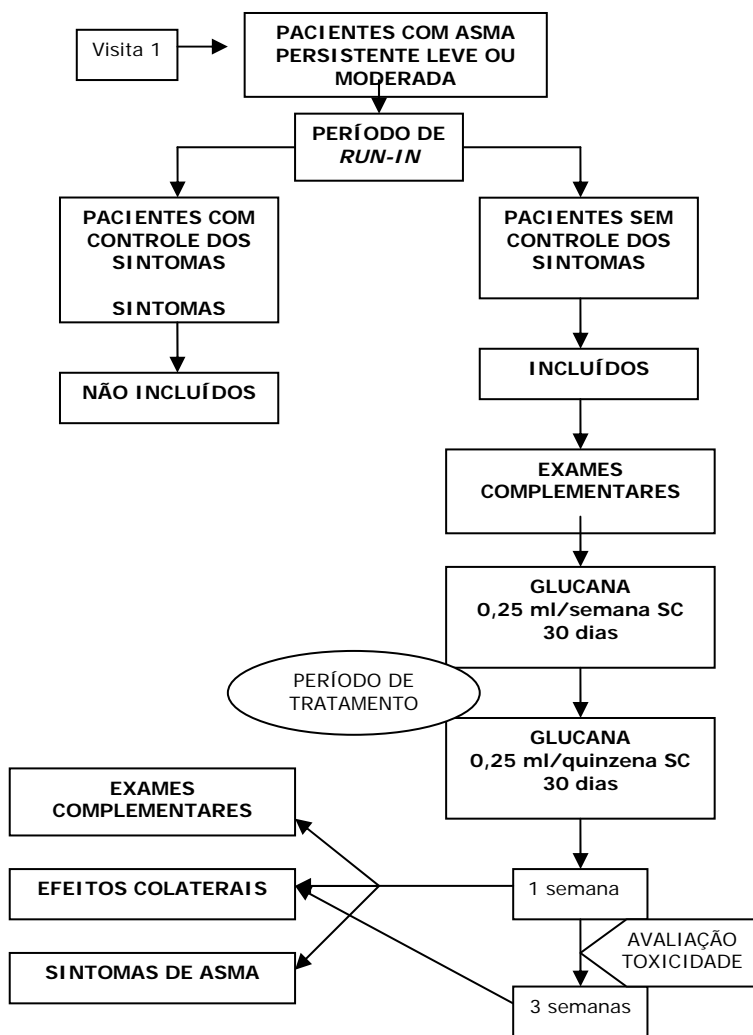 Visita 1
PACIENTES COM ASMA
PERSISTENTE LEVE OU
MODERADA
PERÍODO DE
RUN-IN
PACIENTES COM
CONTROLE DOS
SINTOMAS
SINTOMAS
PACIENTES SEM
CONTROLE DOS
SINTOMAS
NÃO INCLUÍDOS
INCLUÍDOS
EXAMES
COMPLEMENTARES
GLUCANA
0,25 ml/semana SC
30 dias
PERÍODO DE
TRATAMENTO
GLUCANA
0,25 ml/quinzena SC
30 dias
EXAMES
COMPLEMENTARES
EFEITOS COLATERAIS
1 semana
AVALIAÇÃO
TOXICIDADE
SINTOMAS DE ASMA
3 semanas